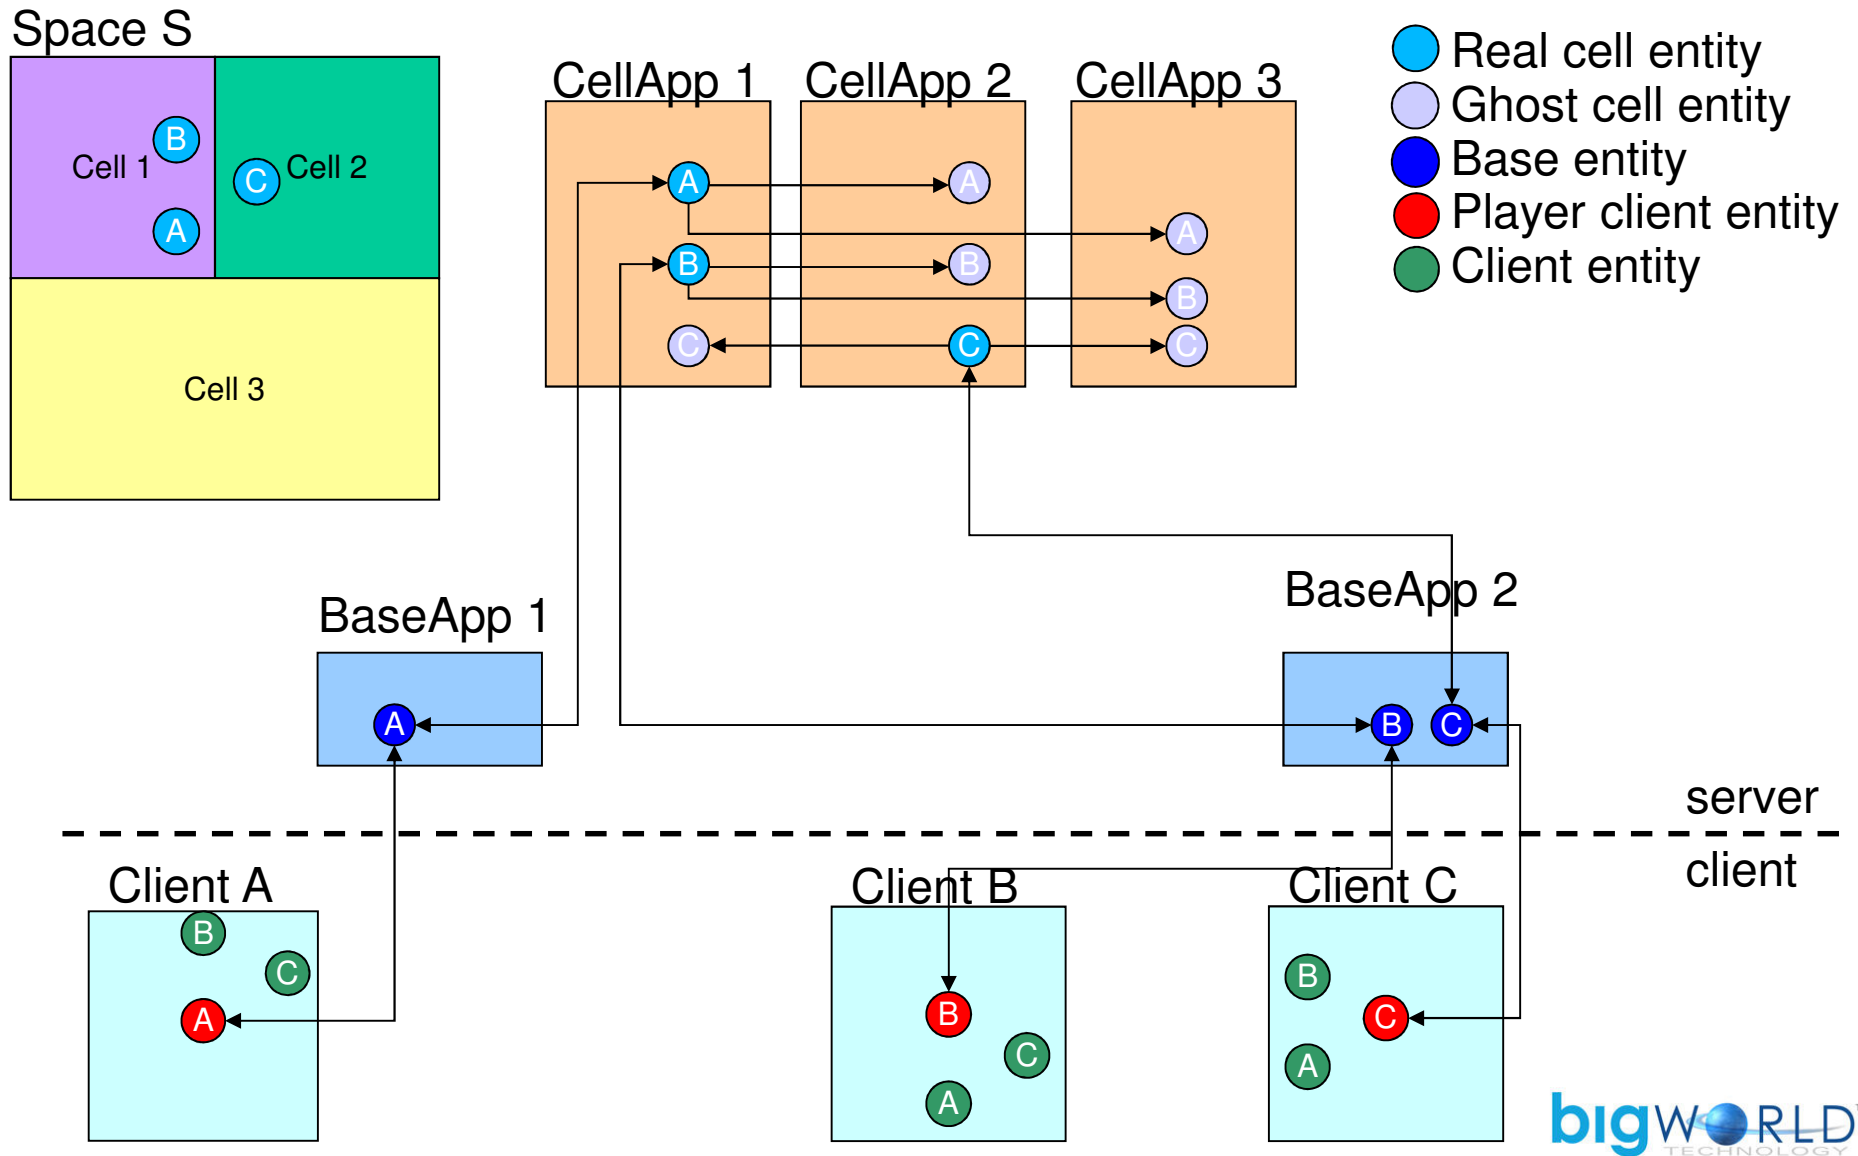 Space S
Cell 1
B
A
C
Cell 2
Cell 3
CellApp 1
CellApp 2
CellApp 3
A
B
C
A
B
C
A
B
C
Real cell entity
Ghost cell entity
Base entity
Player client entity
Client entity
BaseApp 1
A
BaseApp 2
B
C
server
client
Client A
B
C
A
Client B
B
C
A
Client C
B
C
A
bigWORLD
TECHNOLOGY